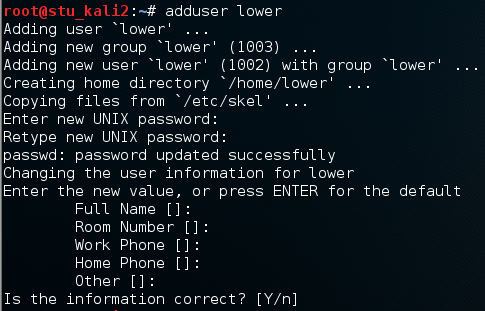 root@stu_kali2:~# adduser lower
Adding user `lower' ...
Adding new group `lower' (1003) ...
Adding new user `lower' (1002) with group `lower' ...
Creating home directory `/home/lower' ...
Copying files from `/etc/skel' ...
Enter new UNIX password:
Retype new UNIX password:
passwd: password updated successfully
Changing the user information for lower
Enter the new value, or press ENTER for the default
        Full Name []:
        Room Number []:
        Work Phone []:
        Home Phone []:
        Other []:
Is the information correct? [Y/n]